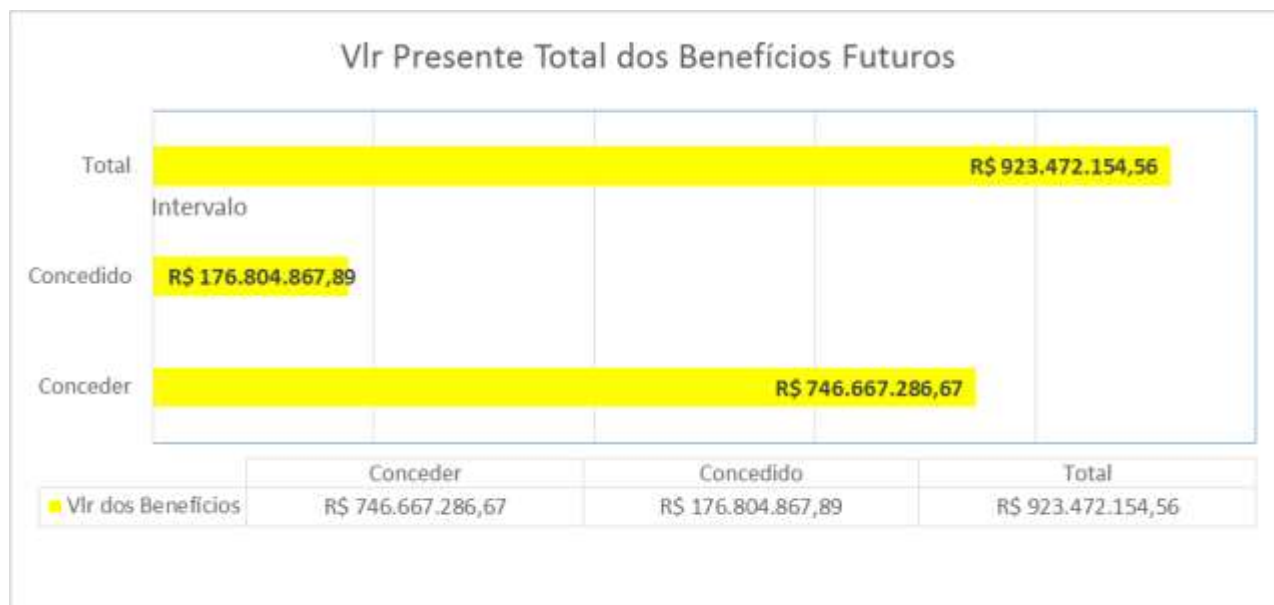 Vlr Presente Total dos Benefícios Futuros
Total
R$ 923.472.154,56
Intervalo
Concedido
R$ 176.804.867,89
Conceder
R$ 746.667.286,67
Conceder Concedido Total
Vlr dos Benefícios R$ 746.667.286,67 R$ 176.804.867,89 R$ 923.472.154,56